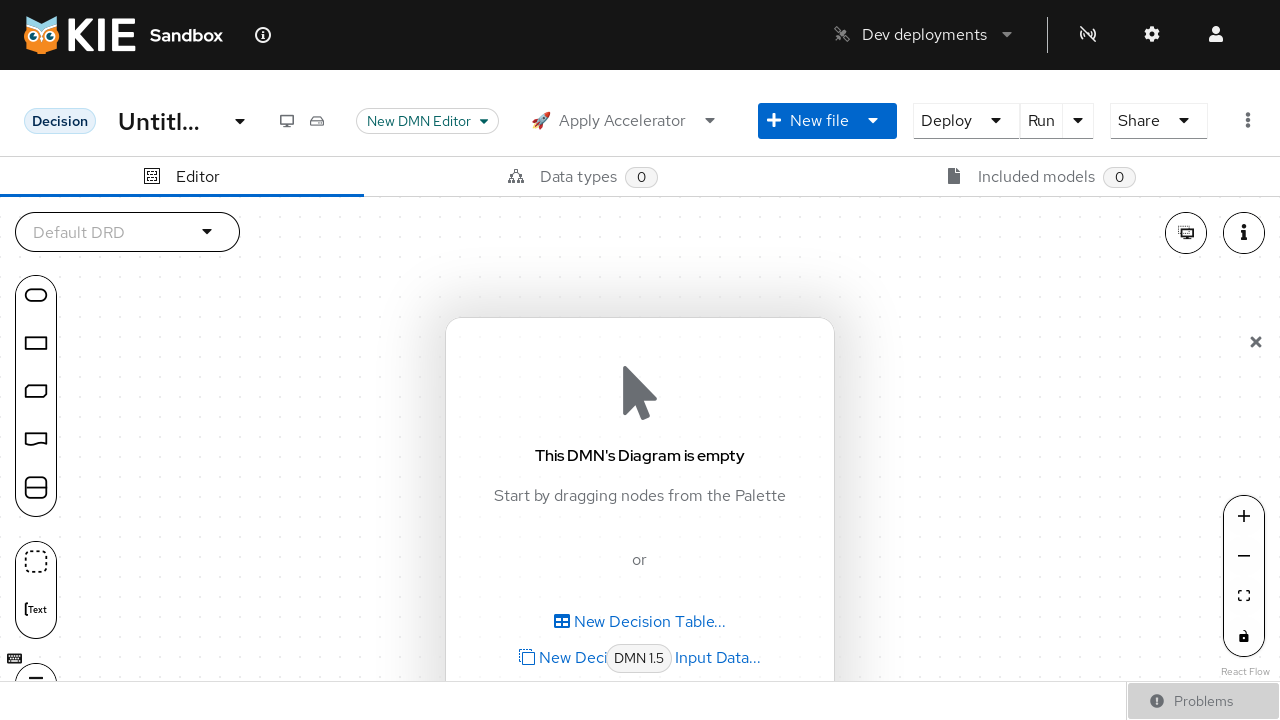 KIE Sandbox
Dev deployments
Decision
Untitl...
New DMN Editor
🚀 Apply Accelerator
New file
Deploy
Run
Share
Editor
Data types 0
Included models 0
Default DRD
This DMN's Diagram is empty
Start by dragging nodes from the Palette
or
New Decision Table...
New Deci
DMN 1.5
Input Data...
Text
React Flow
Problems